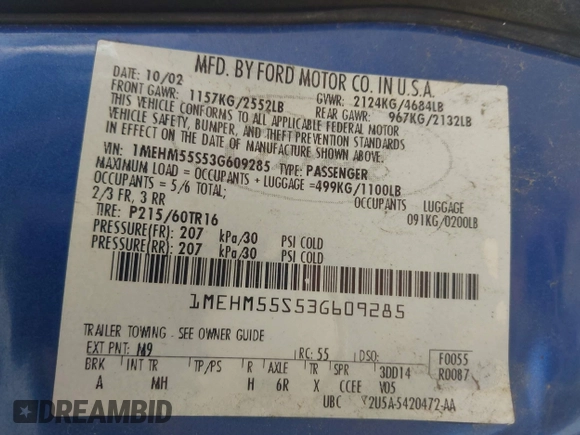 MFD. BY FORD MOTOR CO. IN U.S.A.
DATE: 10/02 GVWR: 2124KG/4684LB
FRONT GAWR: 1157KG/2552LB REAR GAWR: 967KG/2132LB
THIS VEHICLE CONFORMS TO ALL APPLICABLE FEDERAL MOTOR
VEHICLE SAFETY, BUMPER, AND THEFT PREVENTION STANDARDS
IN EFFECT ON THE DATE OF MANUFACTURE SHOWN ABOVE.
VIN: 1MEHM55S53G609285 TYPE: PASSENGER
MAXIMUM LOAD = OCCUPANTS + LUGGAGE =499KG/1100LB
OCCUPANTS = 5/6 TOTAL; OCCUPANTS LUGGAGE
2/3 FR, 3 RR 091KG/0200LB
TIRE: P215/60TR16
PRESSURE(FR) 207 kPa/30 PSI COLD
PRESSURE(RR) 207 kPa/30 PSI COLD
1MEHM55S53G609285
TRAILER TOWING - SEE OWNER GUIDE
EXT PNT: M9 RC: 55 DSO: F0055
BRK INT TR TP/PS R AXLE TR SPR 3DD14 R0087
A MH H 6R X CCEE V05
UBC 2U5A-5420472-AA
DREAMBID